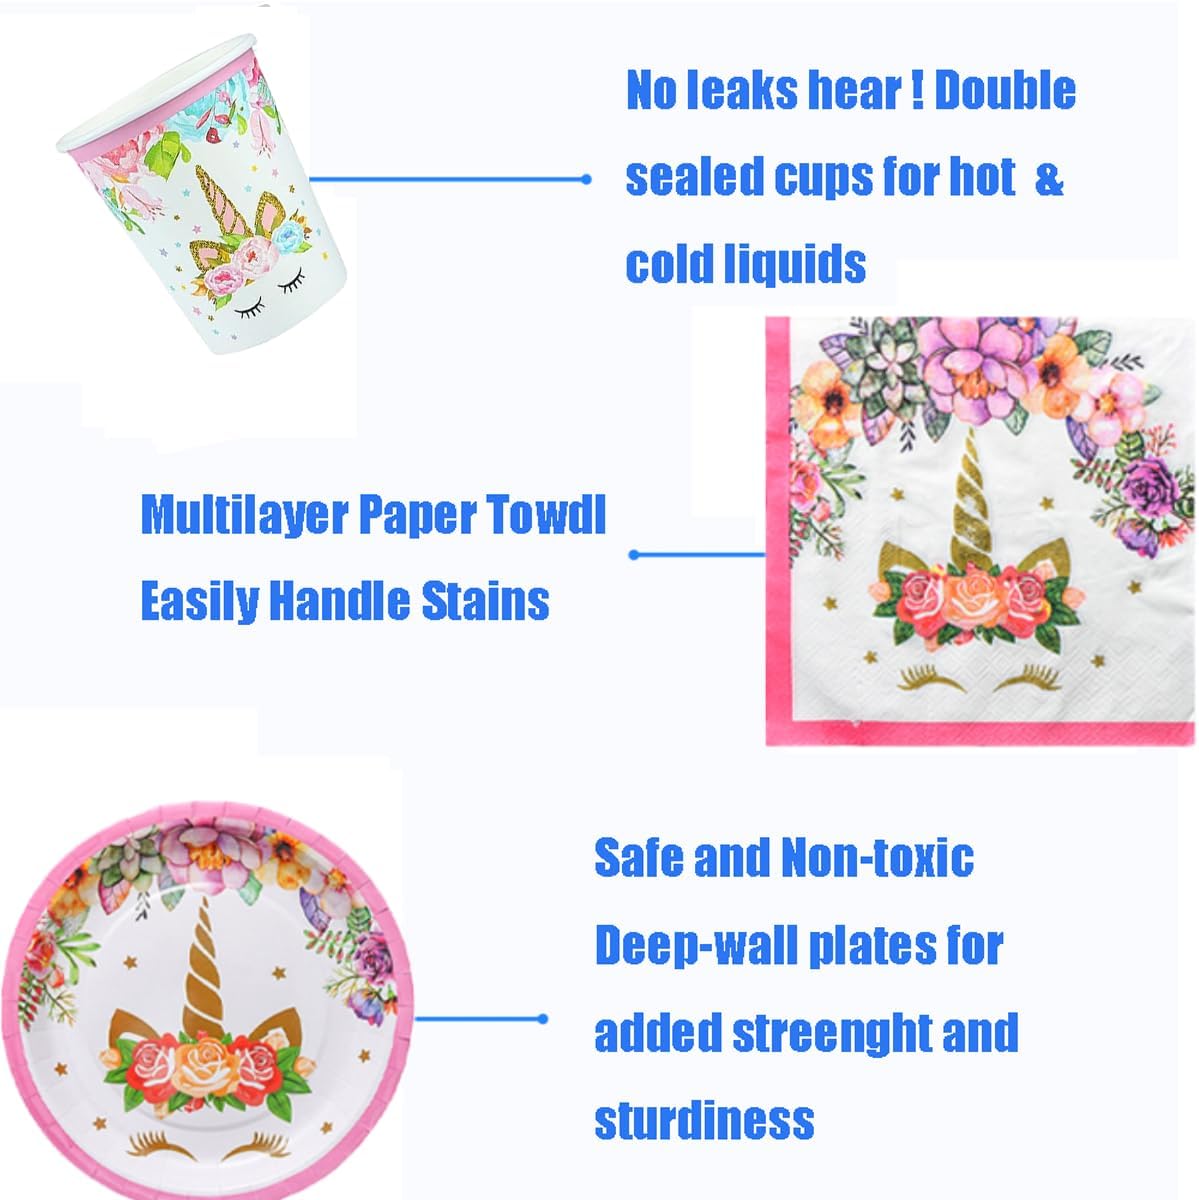 No leaks hear ! Double
sealed cups for hot &
cold liquids
Multilayer Paper Towdl
Easily Handle Stains
Safe and Non-toxic
Deep-wall plates for
added streenght and
sturdiness